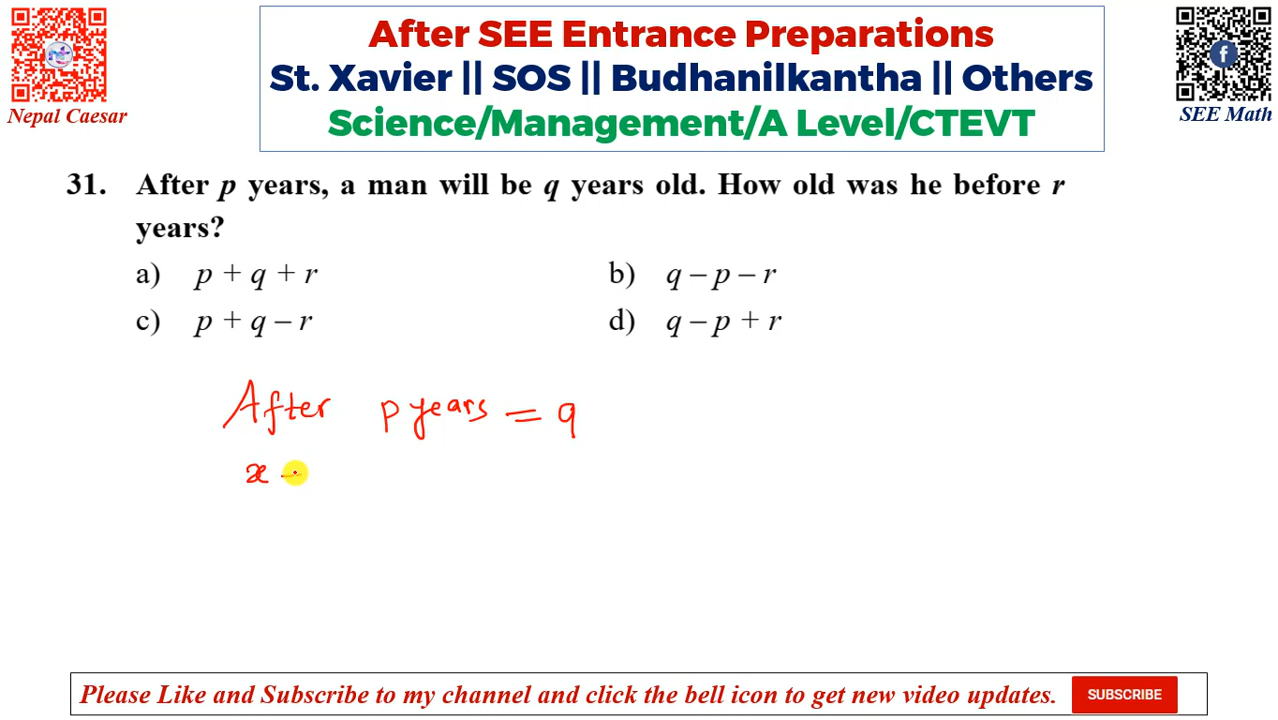 After SEE Entrance Preparations
St. Xavier || SOS || Budhanilkantha || Others
Science/Management/A Level/CTEVT
Nepal Caesar
SEE Math
31. After p years, a man will be q years old. How old was he before r
years?
a) p + q + r
b) q – p – r
c) p + q – r
d) q – p + r
After p years = q
x –
Please Like and Subscribe to my channel and click the bell icon to get new video updates.
SUBSCRIBE